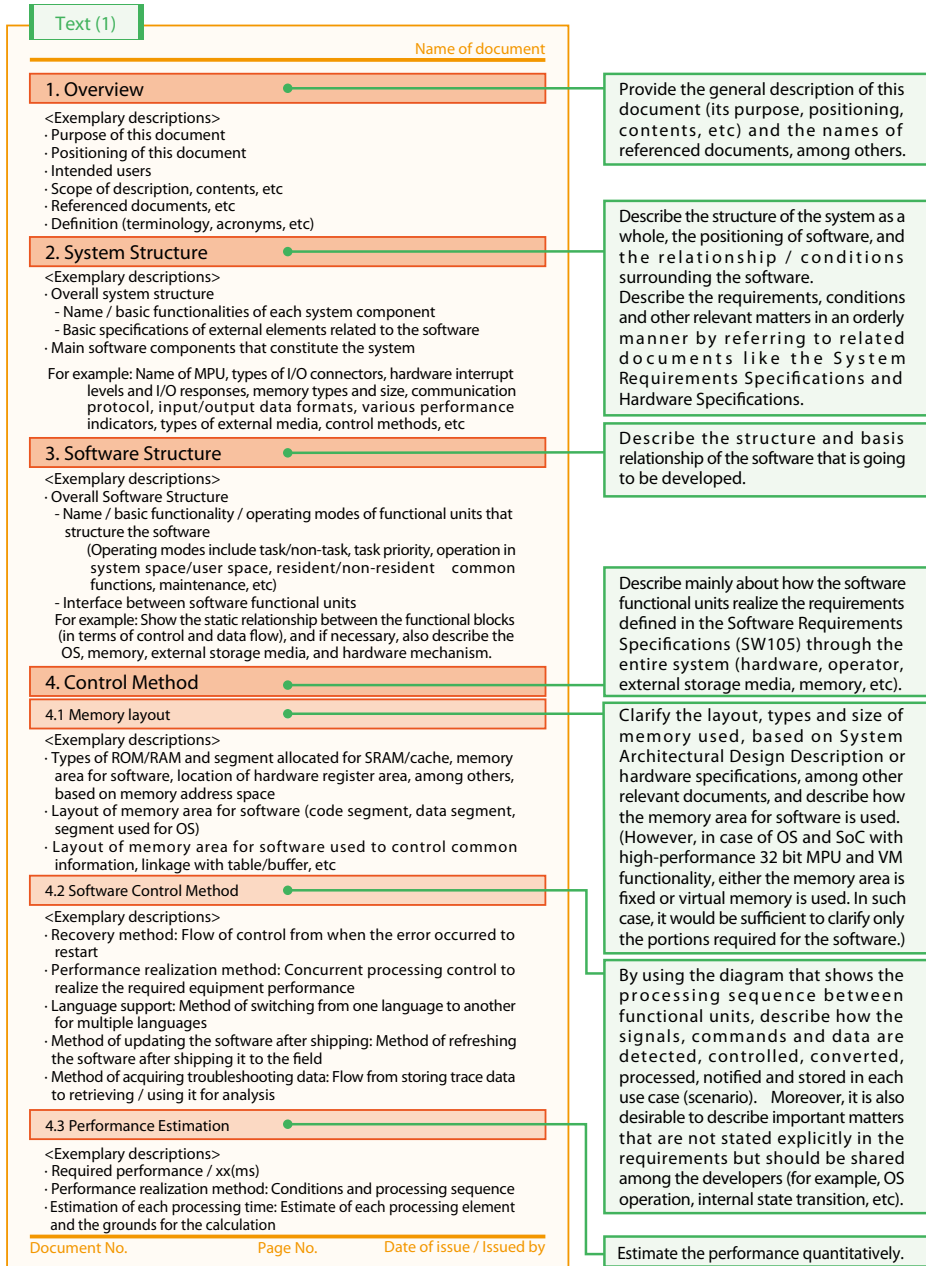 Text (1)
Name of document
1. Overview
<Exemplary descriptions>
· Purpose of this document
· Positioning of this document
· Intended users
· Scope of description, contents, etc
· Referenced documents, etc
· Definition (terminology, acronyms, etc)
2. System Structure
<Exemplary descriptions>
· Overall system structure
- Name / basic functionalities of each system component
- Basic specifications of external elements related to the software
· Main software components that constitute the system
For example: Name of MPU, types of I/O connectors, hardware interrupt
levels and I/O responses, memory types and size, communication
protocol, input/output data formats, various performance
indicators, types of external media, control methods, etc
3. Software Structure
<Exemplary descriptions>
· Overall Software Structure
- Name / basic functionality / operating modes of functional units that
structure the software
(Operating modes include task/non-task, task priority, operation in
system space/user space, resident/non-resident common
functions, maintenance, etc)
- Interface between software functional units
For example: Show the static relationship between the functional blocks
(in terms of control and data flow), and if necessary, also describe the
OS, memory, external storage media, and hardware mechanism.
4. Control Method
4.1 Memory layout
<Exemplary descriptions>
· Types of ROM/RAM and segment allocated for SRAM/cache, memory
area for software, location of hardware register area, among others,
based on memory address space
· Layout of memory area for software (code segment, data segment,
segment used for OS)
· Layout of memory area for software used to control common
information, linkage with table/buffer, etc
4.2 Software Control Method
<Exemplary descriptions>
· Recovery method: Flow of control from when the error occurred to
restart
· Performance realization method: Concurrent processing control to
realize the required equipment performance
· Language support: Method of switching from one language to another
for multiple languages
· Method of updating the software after shipping: Method of refreshing
the software after shipping it to the field
· Method of acquiring troubleshooting data: Flow from storing trace data
to retrieving / using it for analysis
4.3 Performance Estimation
<Exemplary descriptions>
· Required performance / xx(ms)
· Performance realization method: Conditions and processing sequence
· Estimation of each processing time: Estimate of each processing element
and the grounds for the calculation
Document No.
Page No.
Date of issue / Issued by
Provide the general description of this
document (its purpose, positioning,
contents, etc) and the names of
referenced documents, among others.
Describe the structure of the system as a
whole, the positioning of software, and
the relationship / conditions
surrounding the software.
Describe the requirements, conditions
and other relevant matters in an orderly
manner by referring to related
documents like the System
Requirements Specifications and
Hardware Specifications.
Describe the structure and basis
relationship of the software that is going
to be developed.
Describe mainly about how the software
functional units realize the requirements
defined in the Software Requirements
Specifications (SW105) through the
entire system (hardware, operator,
external storage media, memory, etc).
Clarify the layout, types and size of
memory used, based on System
Architectural Design Description or
hardware specifications, among other
relevant documents, and describe how
the memory area for software is used.
(However, in case of OS and SoC with
high-performance 32 bit MPU and VM
functionality, either the memory area is
fixed or virtual memory is used. In such
case, it would be sufficient to clarify only
the portions required for the software.)
By using the diagram that shows the
processing sequence between
functional units, describe how the
signals, commands and data are
detected, controlled, converted,
processed, notified and stored in each
use case (scenario). Moreover, it is also
desirable to describe important matters
that are not stated explicitly in the
requirements but should be shared
among the developers (for example, OS
operation, internal state transition, etc).
Estimate the performance quantitatively.